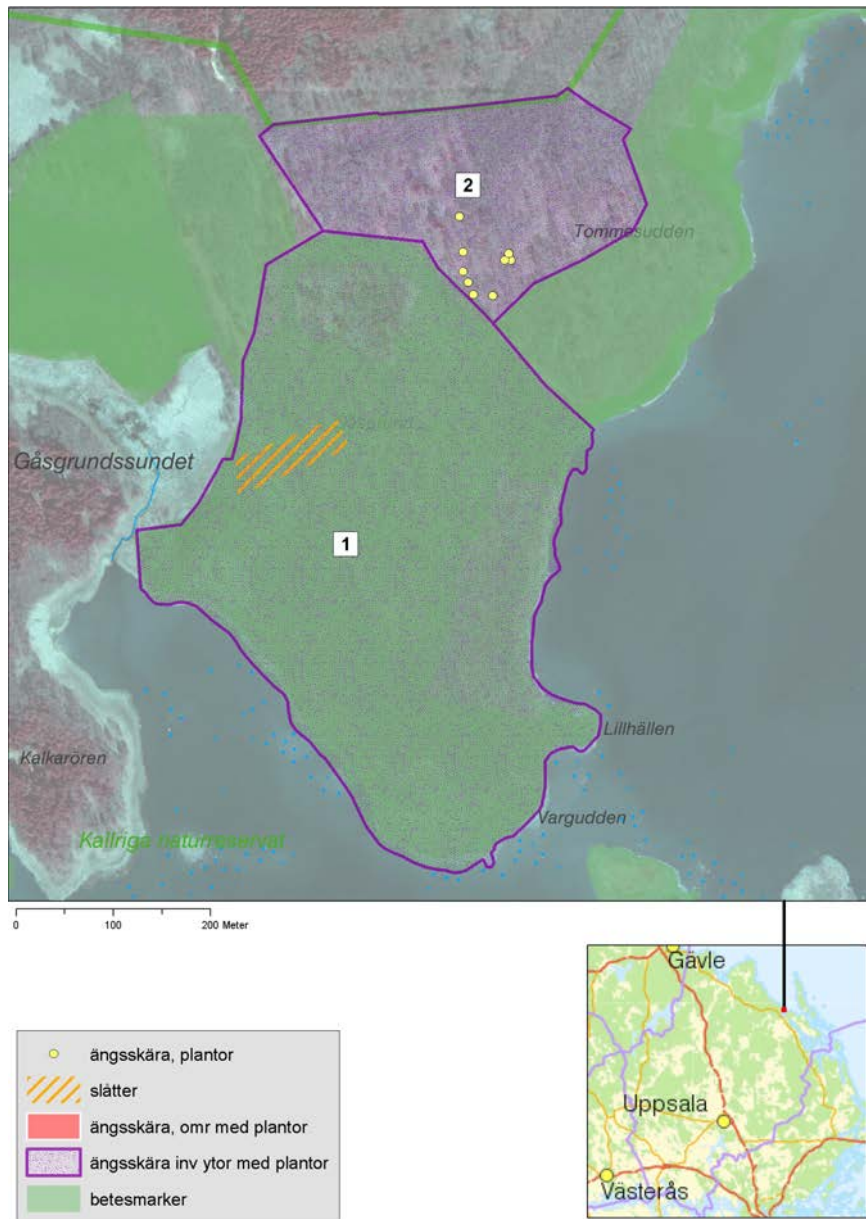 2
Tommesudden
Gåsgrundssundet
1
Lillhällen
Kalkarören
Vargudden
Kallriga naturreservat
0 100 200 Meter
Gävle
Uppsala
Västerås
ängsskära, plantor
slåtter
ängsskära, omr med plantor
ängsskära inv ytor med plantor
betesmarker